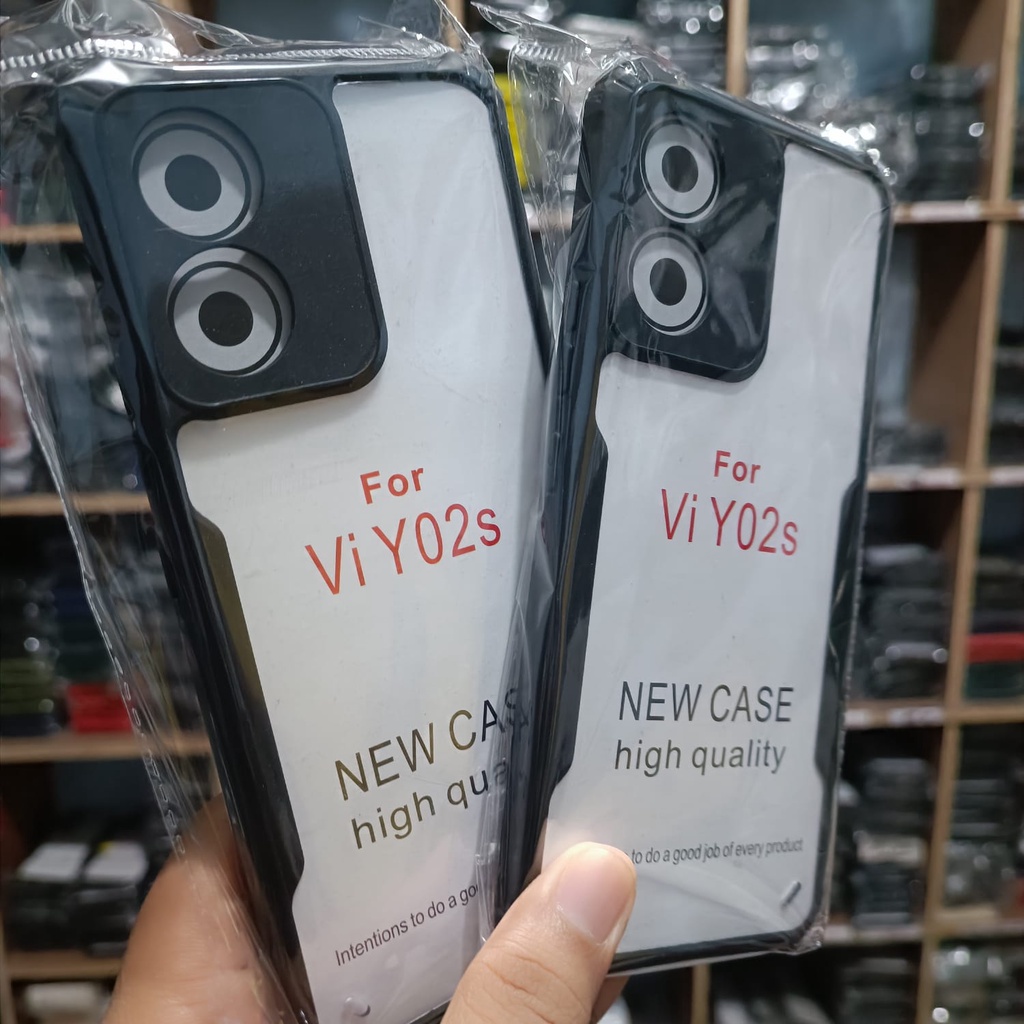 For
Vi Y02s
NEW CAS
high qua
Intentions to do a go
For
Vi Y02s
NEW CASE
high quality
to do a good job of every product